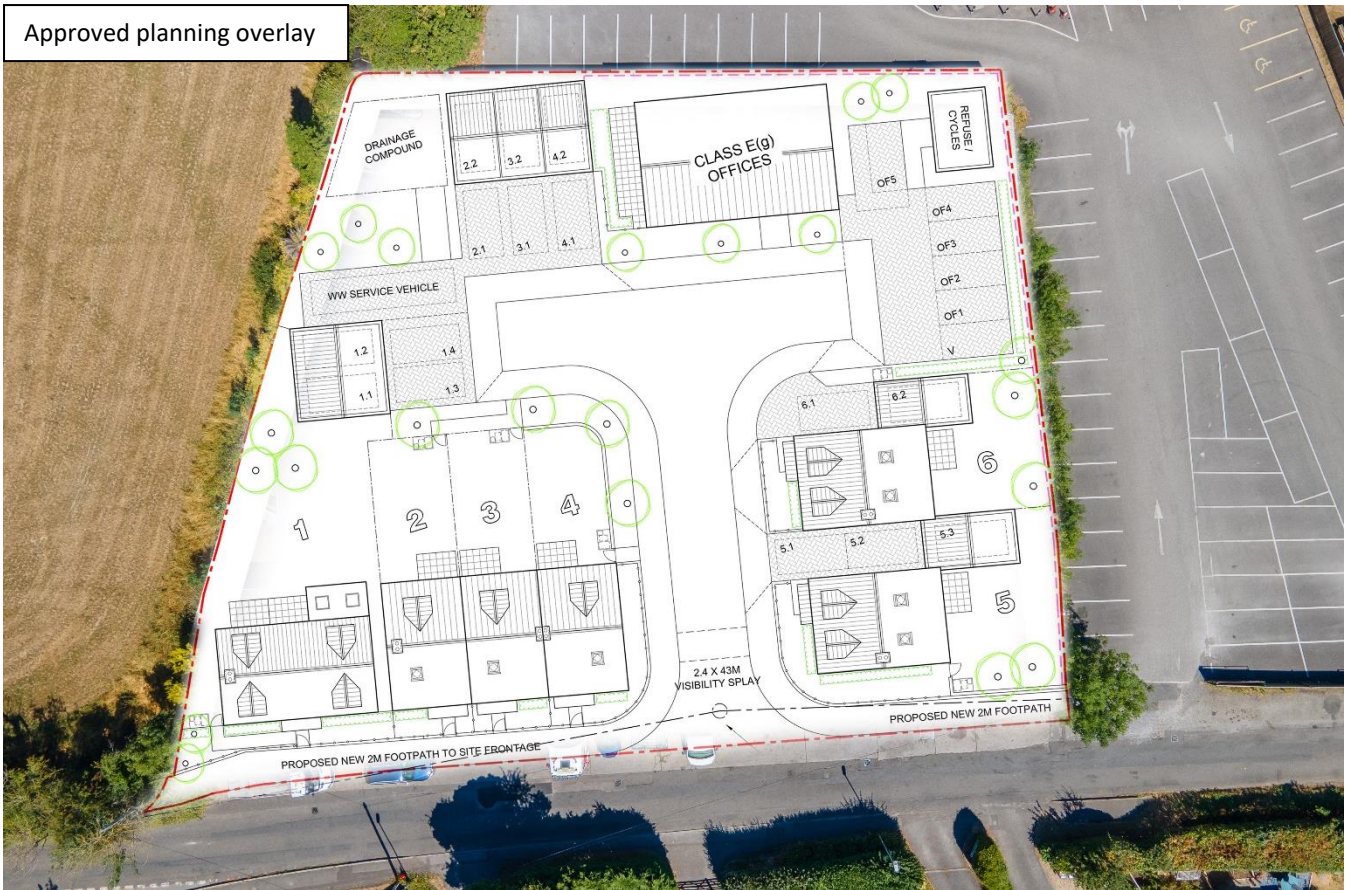 Approved planning overlay
DRAINAGE
COMPOUND
2.2
3.2
4.2
CLASS E(g)
OFFICES
REFUSE /
CYCLES
OF5
OF4
OF3
OF2
OF1
V
2.1
3.1
4.1
WW SERVICE VEHICLE
1.2
1.1
1.4
1.3
6.1
6.2
6
1
2
3
4
5.1
5.2
5.3
5
2.4 X 43M
VISIBILITY SPLAY
PROPOSED NEW 2M FOOTPATH
PROPOSED NEW 2M FOOTPATH TO SITE FRONTAGE